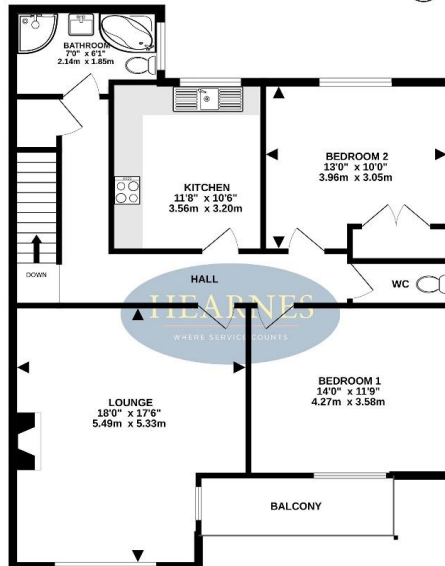 BATHROOM
7'0" x 6'1"
2.14m x 1.85m
KITCHEN
11'8" x 10'6"
3.56m x 3.20m
BEDROOM 2
13'0" x 10'0"
3.96m x 3.05m
DOWN
HALL
WC
HEARNES
WHERE SERVICE COUNTS
LOUNGE
18'0" x 17'6"
5.49m x 5.33m
BEDROOM 1
14'0" x 11'9"
4.27m x 3.58m
BALCONY